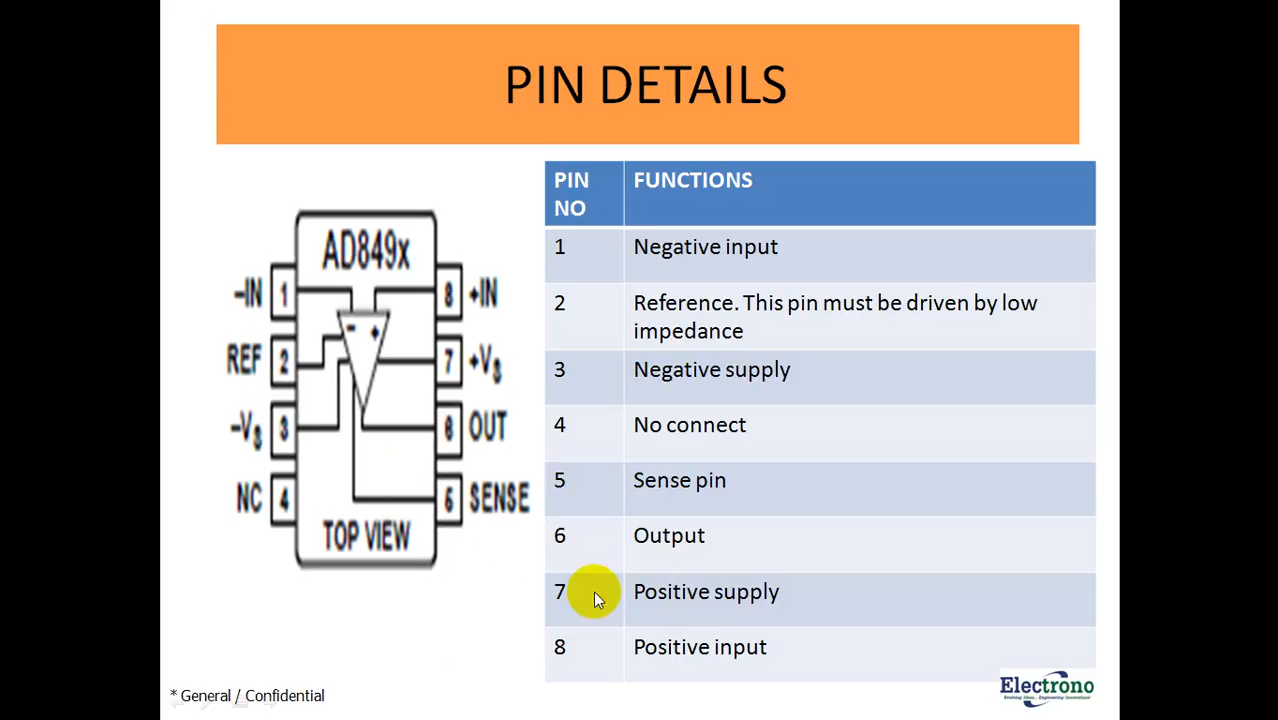 PIN DETAILS
AD849x
–IN 1
8 +IN
REF 2
7 +VS
–VS 3
6 OUT
NC 4
5 SENSE
TOP VIEW
PIN NO FUNCTIONS
1 Negative input
2 Reference. This pin must be driven by low
impedance
3 Negative supply
4 No connect
5 Sense pin
6 Output
7 Positive supply
8 Positive input
* General / Confidential
Electrono